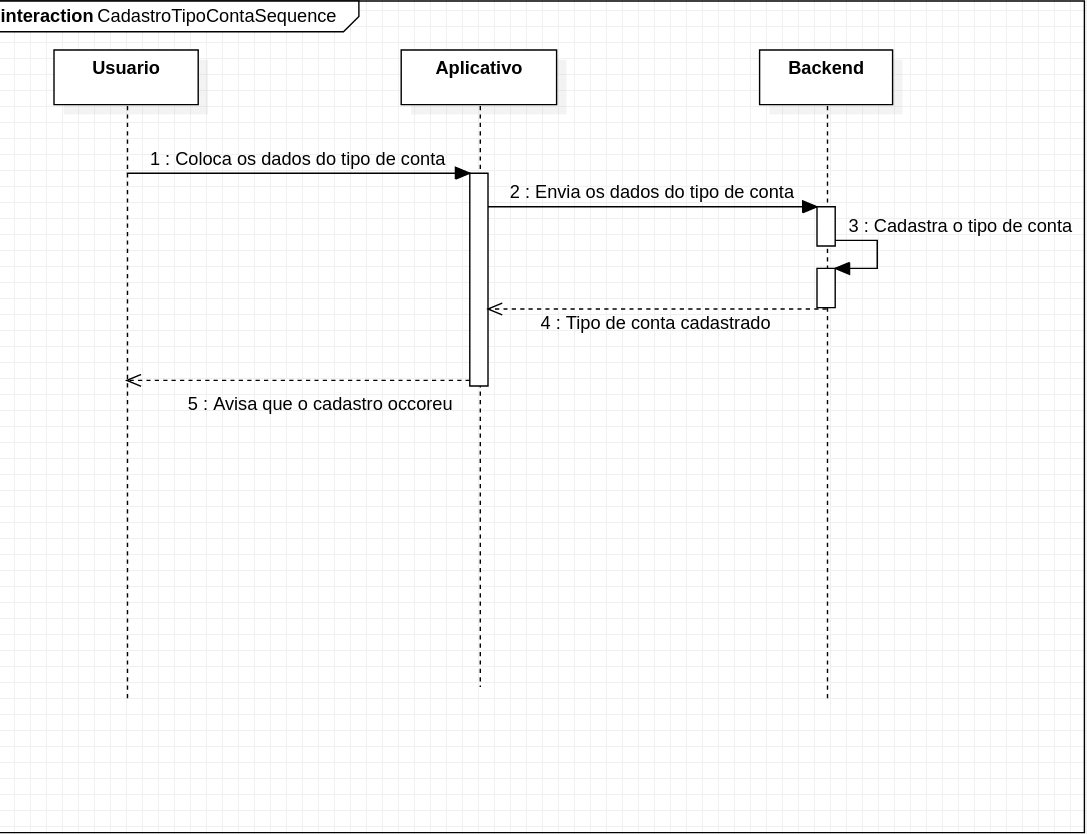 interaction CadastroTipoContaSequence
Usuario
Aplicativo
Backend
1 : Coloca os dados do tipo de conta
2 : Envia os dados do tipo de conta
3 : Cadastra o tipo de conta
4 : Tipo de conta cadastrado
5 : Avisa que o cadastro occoreu